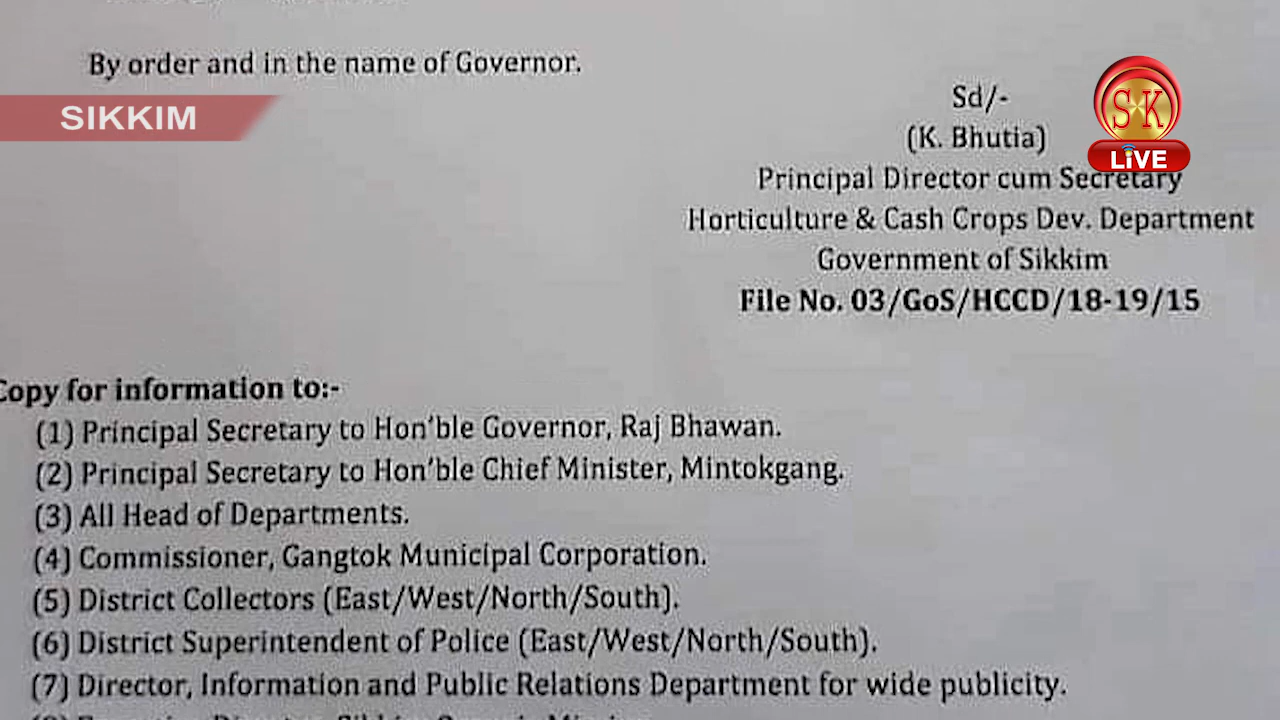 By order and in the name of Governor.
SIKKIM
Sd/-
(K. Bhutia)
SK
LiVE
Principal Director cum Secretary
Horticulture & Cash Crops Dev. Department
Government of Sikkim
File No. 03/GoS/HCCD/18-19/15
Copy for information to:-
(1) Principal Secretary to Hon'ble Governor, Raj Bhawan.
(2) Principal Secretary to Hon'ble Chief Minister, Mintokgang.
(3) All Head of Departments.
(4) Commissioner, Gangtok Municipal Corporation.
(5) District Collectors (East/West/North/South).
(6) District Superintendent of Police (East/West/North/South).
(7) Director, Information and Public Relations Department for wide publicity.